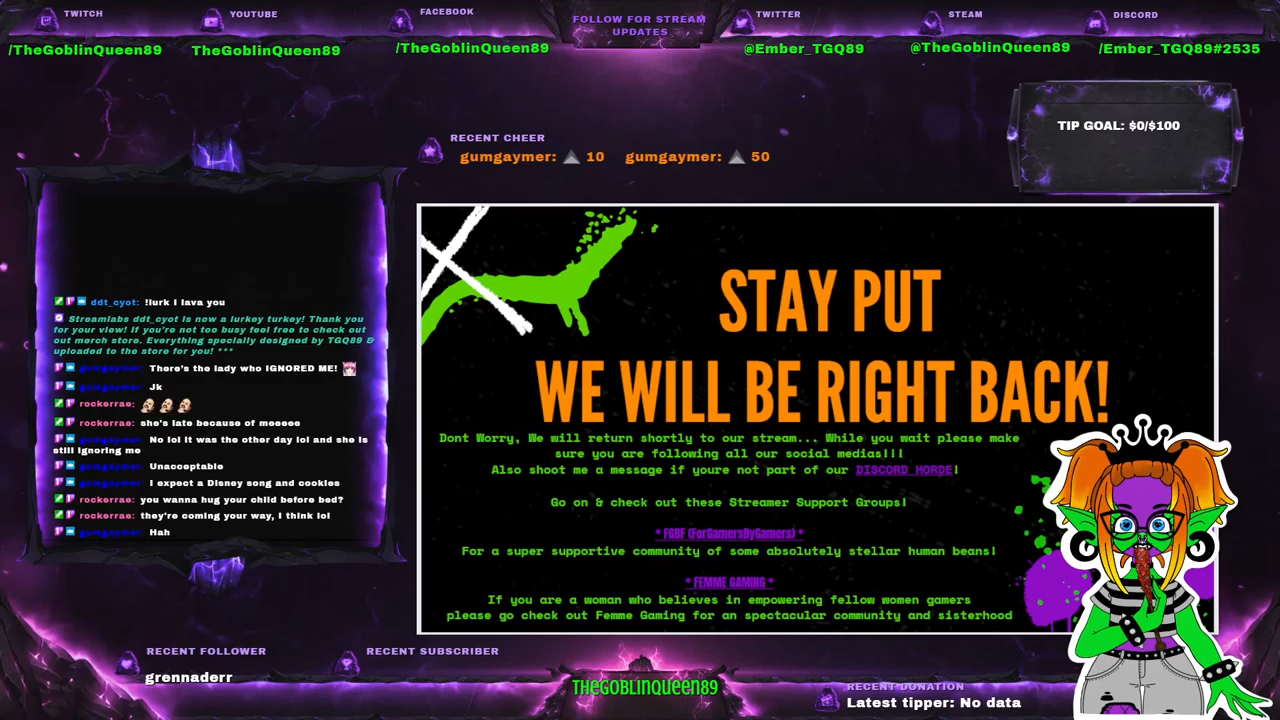 TWITCH
/TheGoblinQueen89
YOUTUBE
TheGoblinQueen89
FACEBOOK
/TheGoblinQueen89
FOLLOW FOR STREAM
UPDATES
TWITTER
@Ember_TGQ89
STEAM
@TheGoblinQueen89
DISCORD
/Ember_TGQ89#2535
TIP GOAL: $0/$100
RECENT CHEER
gumgaymer: 10 gumgaymer: 50
ddt_cyot: !lurk I lava you
Streamlabs ddt_cyot is now a lurkey turkey! Thank you
for your view! If you're not too busy feel free to check out
out merch store. Everything specially designed by TGQ89 &
uploaded to the store for you! ***
gumgaymer: There's the lady who IGNORED ME!
gumgaymer: Jk
rockerrae:
rockerrae: she's late because of meeeee
gumgaymer: No lol it was the other day lol and she is
still ignoring me
gumgaymer: Unacceptable
gumgaymer: I expect a Disney song and cookies
rockerrae: you wanna hug your child before bed?
rockerrae: they're coming your way, I think lol
gumgaymer: Hah
STAY PUT
WE WILL BE RIGHT BACK!
Dont Worry, We will return shortly to our stream... While you wait please make
sure you are following all our social medias!!!
Also shoot me a message if youre not part of our DISCORD HORDE!
Go on & check out these Streamer Support Groups!
* FGBF (ForGamersByGamers) *
For a super supportive community of some absolutely stellar human beans!
* FEMME GAMING *
If you are a woman who believes in empowering fellow women gamers
please go check out Femme Gaming for an spectacular community and sisterhood
RECENT FOLLOWER
grennaderr
RECENT SUBSCRIBER
THeGOBLINQUeeN89
RECENT DONATION
Latest tipper: No data